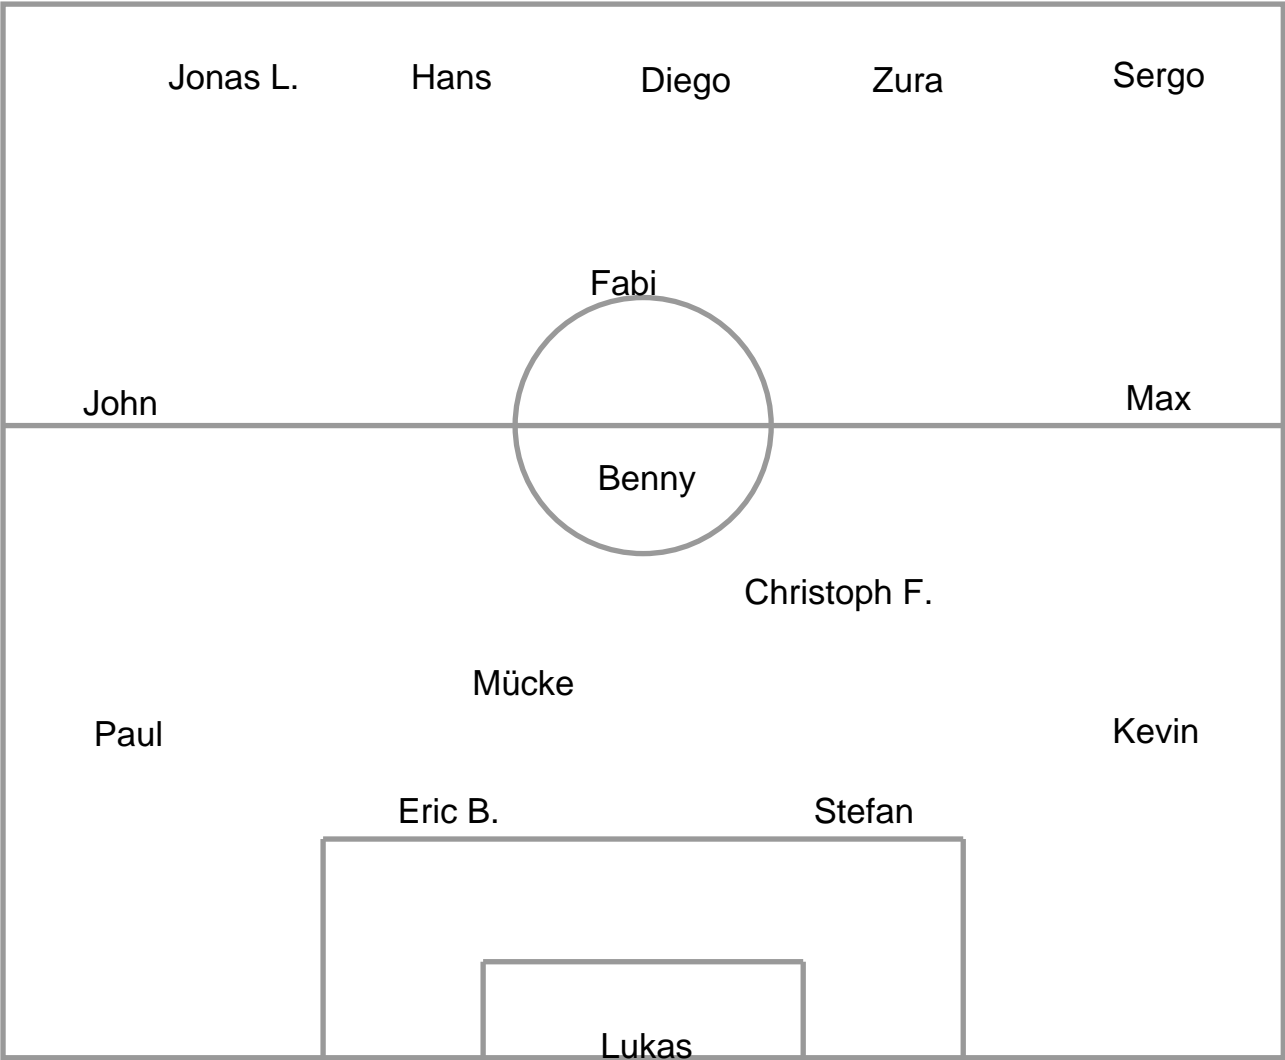 Jonas L. Hans Diego Zura Sergo
Fabi
John Max
Benny
Christoph F.
Mücke
Paul Kevin
Eric B. Stefan
Lukas